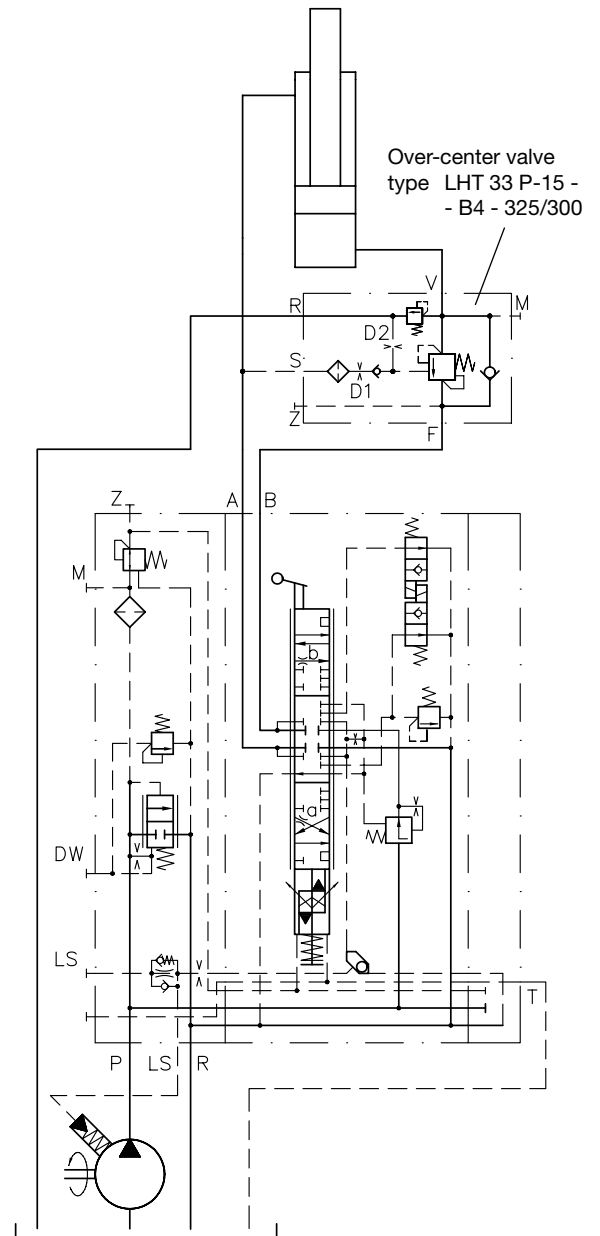 Over-center valve
type LHT 33 P-15 -
- B4 - 325/300
V
R
M
D2
S
D1
Z
F
Z
A
B
M
b
a
DW
LS
T
P
LS
R